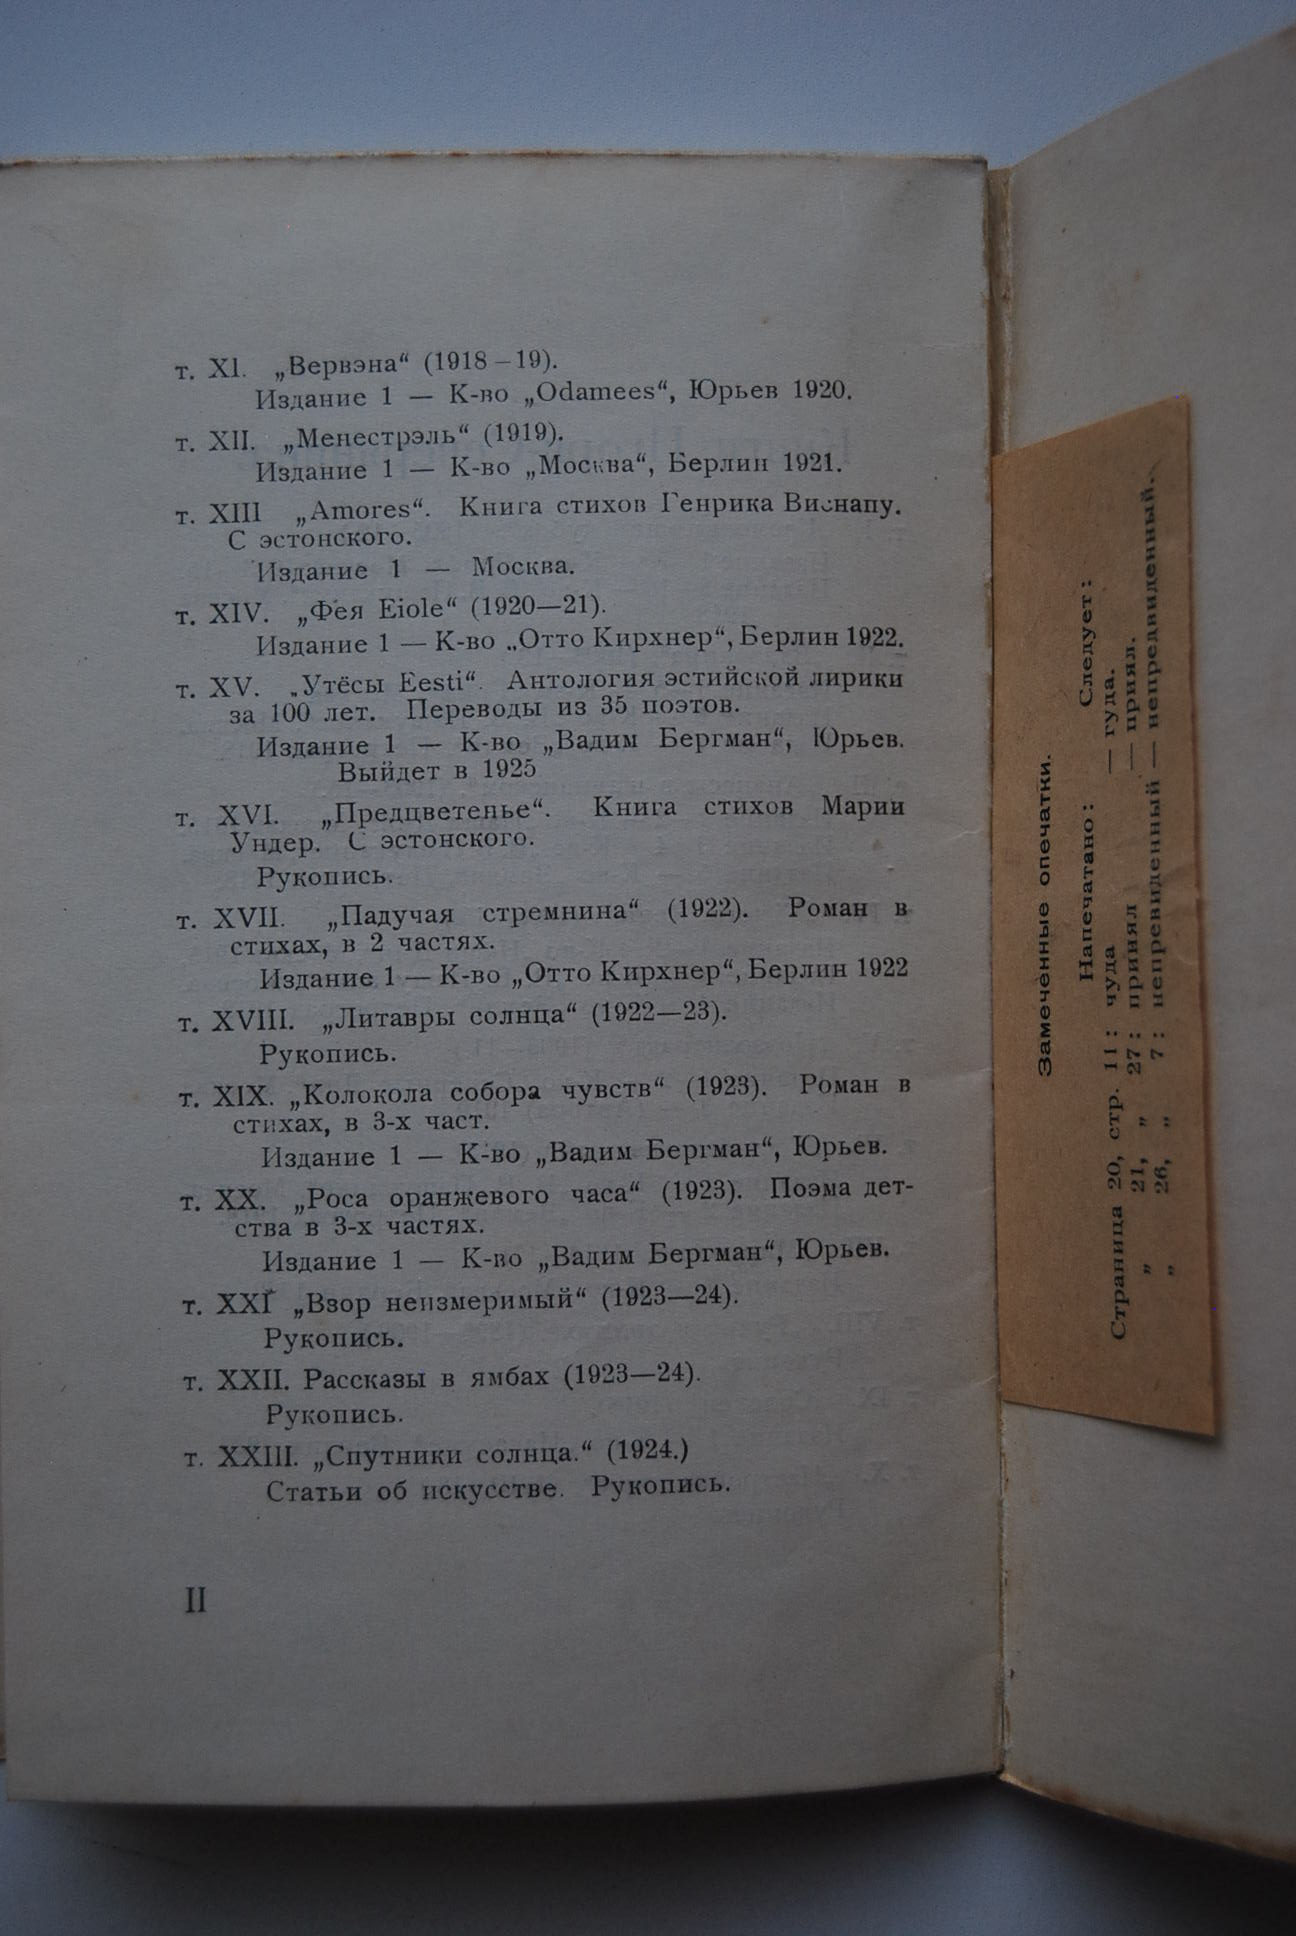 т. XI. „Вервэна“ (1918–19).
Издание 1 — К-во „Odamees“, Юрьев 1920.
т. XII. „Менестрэль“ (1919).
Издание 1 — К-во „Москва“, Берлин 1921.
т. XIII „Amores“. Книга стихов Генрика Виснапу.
С эстонского.
Издание 1 — Москва.
т. XIV. „Фея Eiole“ (1920—21).
Издание 1 — К-во „Отто Кирхнер“, Берлин 1922.
т. XV. „Утёсы Eesti“. Антология эстийской лирики
за 100 лет. Переводы из 35 поэтов.
Издание 1 — К-во „Вадим Бергман“, Юрьев.
Выйдет в 1925
т. XVI. „Предцветенье“. Книга стихов Марии
Ундер. С эстонского.
Рукопись.
т. XVII. „Падучая стремнина“ (1922). Роман в
стихах, в 2 частях.
Издание 1 — К-во „Отто Кирхнер“, Берлин 1922
т. XVIII. „Литавры солнца“ (1922—23).
Рукопись.
т. XIX. „Колокола собора чувств“ (1923). Роман в
стихах, в 3-х част.
Издание 1 — К-во „Вадим Бергман“, Юрьев.
т. XX. „Роса оранжевого часа“ (1923). Поэма дет-
ства в 3-х частях.
Издание 1 — К-во „Вадим Бергман“, Юрьев.
т. XXI „Взор неизмеримый“ (1923—24).
Рукопись.
т. XXII. Рассказы в ямбах (1923—24).
Рукопись.
т. XXIII. „Спутники солнца.“ (1924.)
Статьи об искусстве. Рукопись.
II
Замеченные опечатки.
Напечатано: Следует:
Страница 20, стр. 11: чуда — гуда.
„ 21, „ 27: принял — приял.
„ 26, „ 7: непревиденный — непредвиденный.